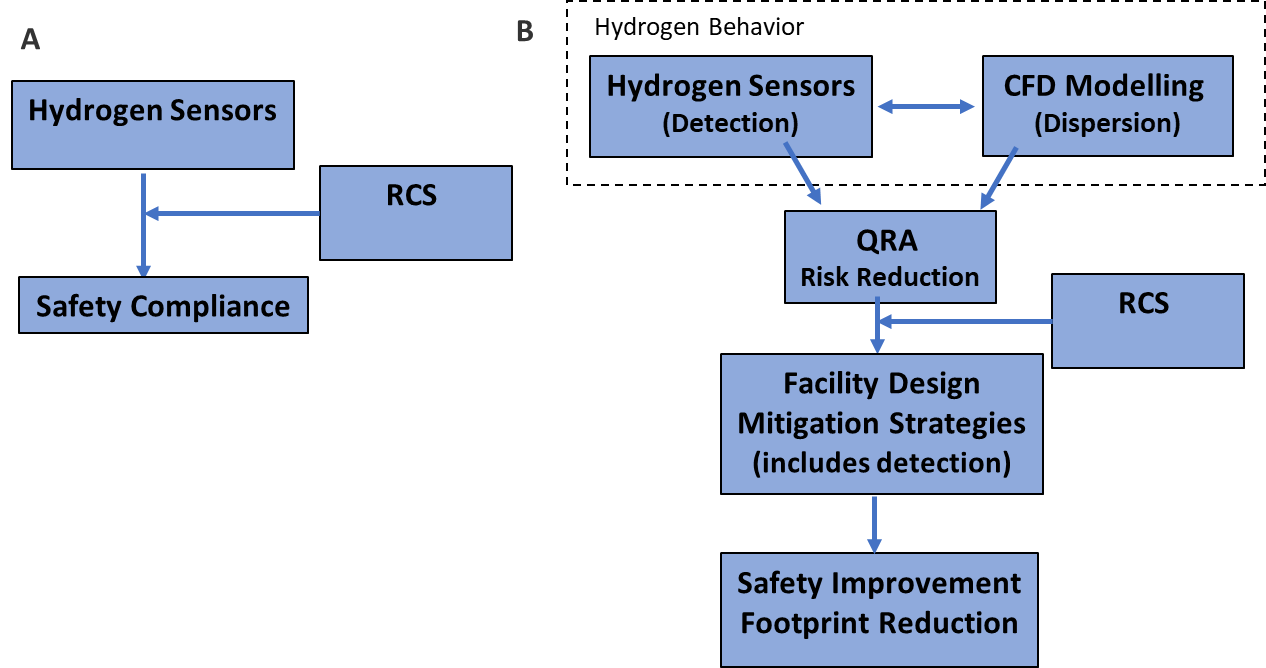 A
Hydrogen Sensors
RCS
Safety Compliance
B
Hydrogen Behavior
Hydrogen Sensors
(Detection)
CFD Modelling
(Dispersion)
QRA
Risk Reduction
RCS
Facility Design
Mitigation Strategies
(includes detection)
Safety Improvement
Footprint Reduction